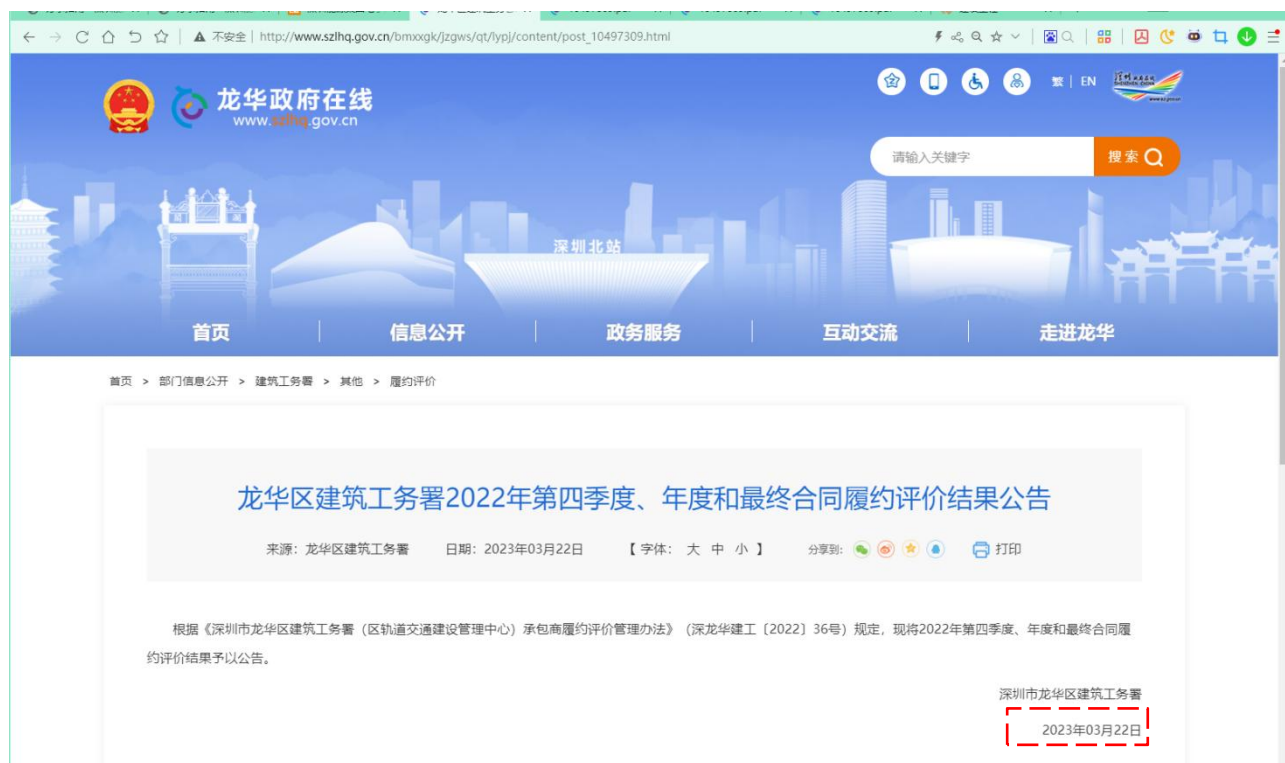 不安全 http://www.szlhq.gov.cn/bmxxgk/jzgws/qt/lypj/content/post_10497309.html
繁 | EN
龙华政府在线
www.szlhq.gov.cn
请输入关键字 搜索
深圳北站
首页 信息公开 政务服务 互动交流 走进龙华
首页 > 部门信息公开 > 建筑工务署 > 其他 > 履约评价
龙华区建筑工务署2022年第四季度、年度和最终合同履约评价结果公告
来源：龙华区建筑工务署 日期：2023年03月22日 【字体： 大 中 小 】 分享到： 打印
根据《深圳市龙华区建筑工务署（区轨道交通建设管理中心）承包商履约评价管理办法》（深龙华建工〔2022〕36号）规定，现将2022年第四季度、年度和最终合同履
约评价结果予以公告。
深圳市龙华区建筑工务署
2023年03月22日